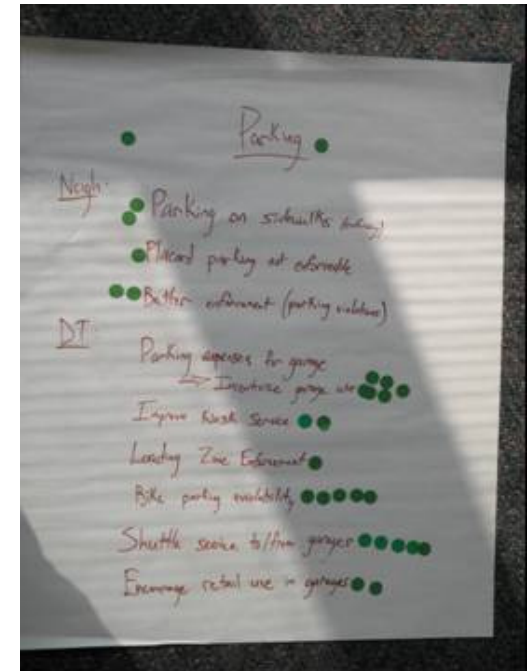 Parking
Neigh:
Parking on sidewalks
Placard parking not enforceable
Better enforcement (parking violations)
DT
Parking expenses for garage
Incentivize garage use
Improve Kiosk Service
Loading Zone Enforcement
Bike parking availability
Shuttle service to/from garages
Encourage retail use in garages